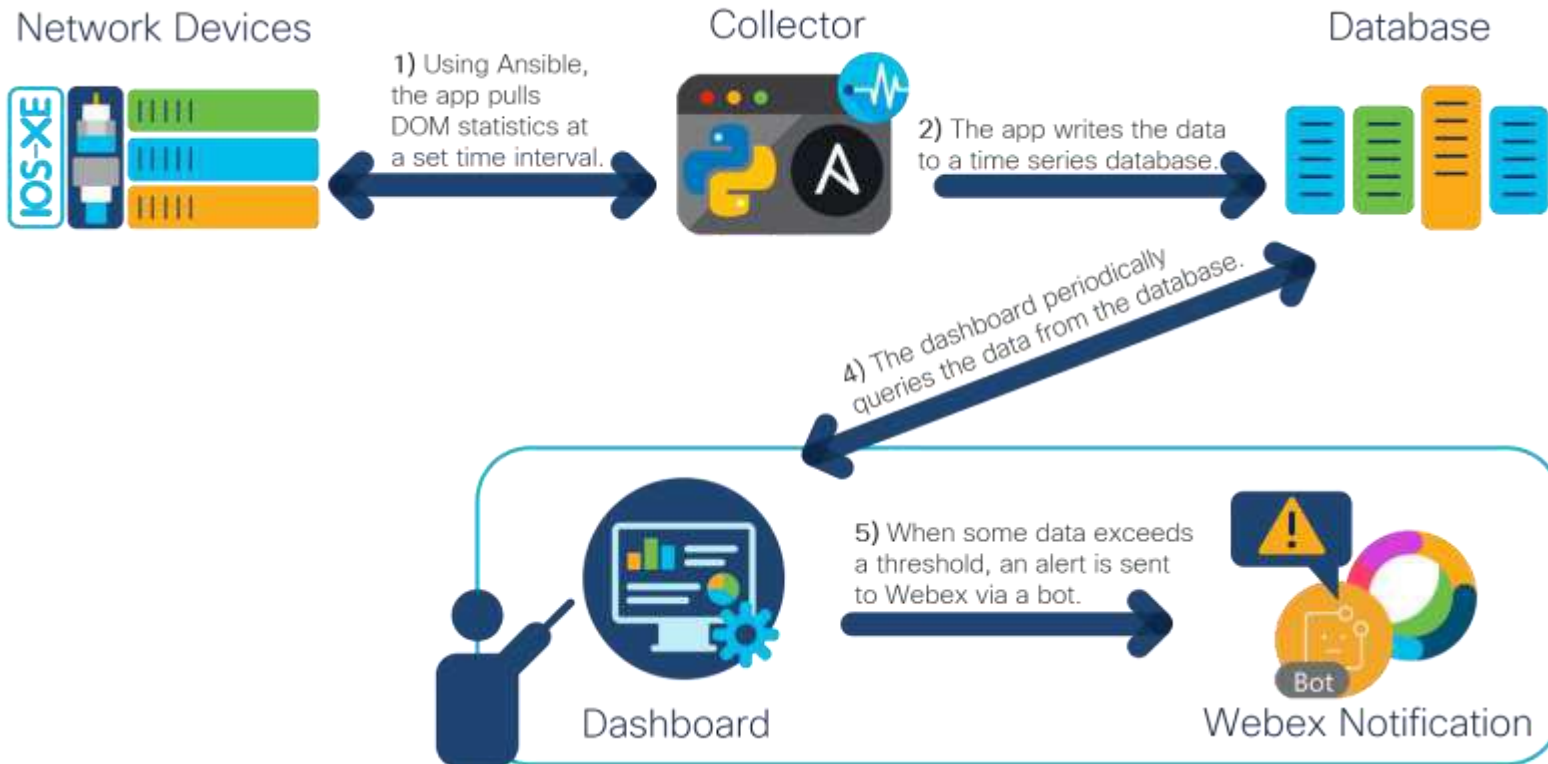 Network Devices
Collector
Database
IOS-XE
1) Using Ansible,
the app pulls
DOM statistics at
a set time interval.
2) The app writes the data
to a time series database.
4) The dashboard periodically
queries the data from the database.
5) When some data exceeds
a threshold, an alert is sent
to Webex via a bot.
Bot
Dashboard
Webex Notification